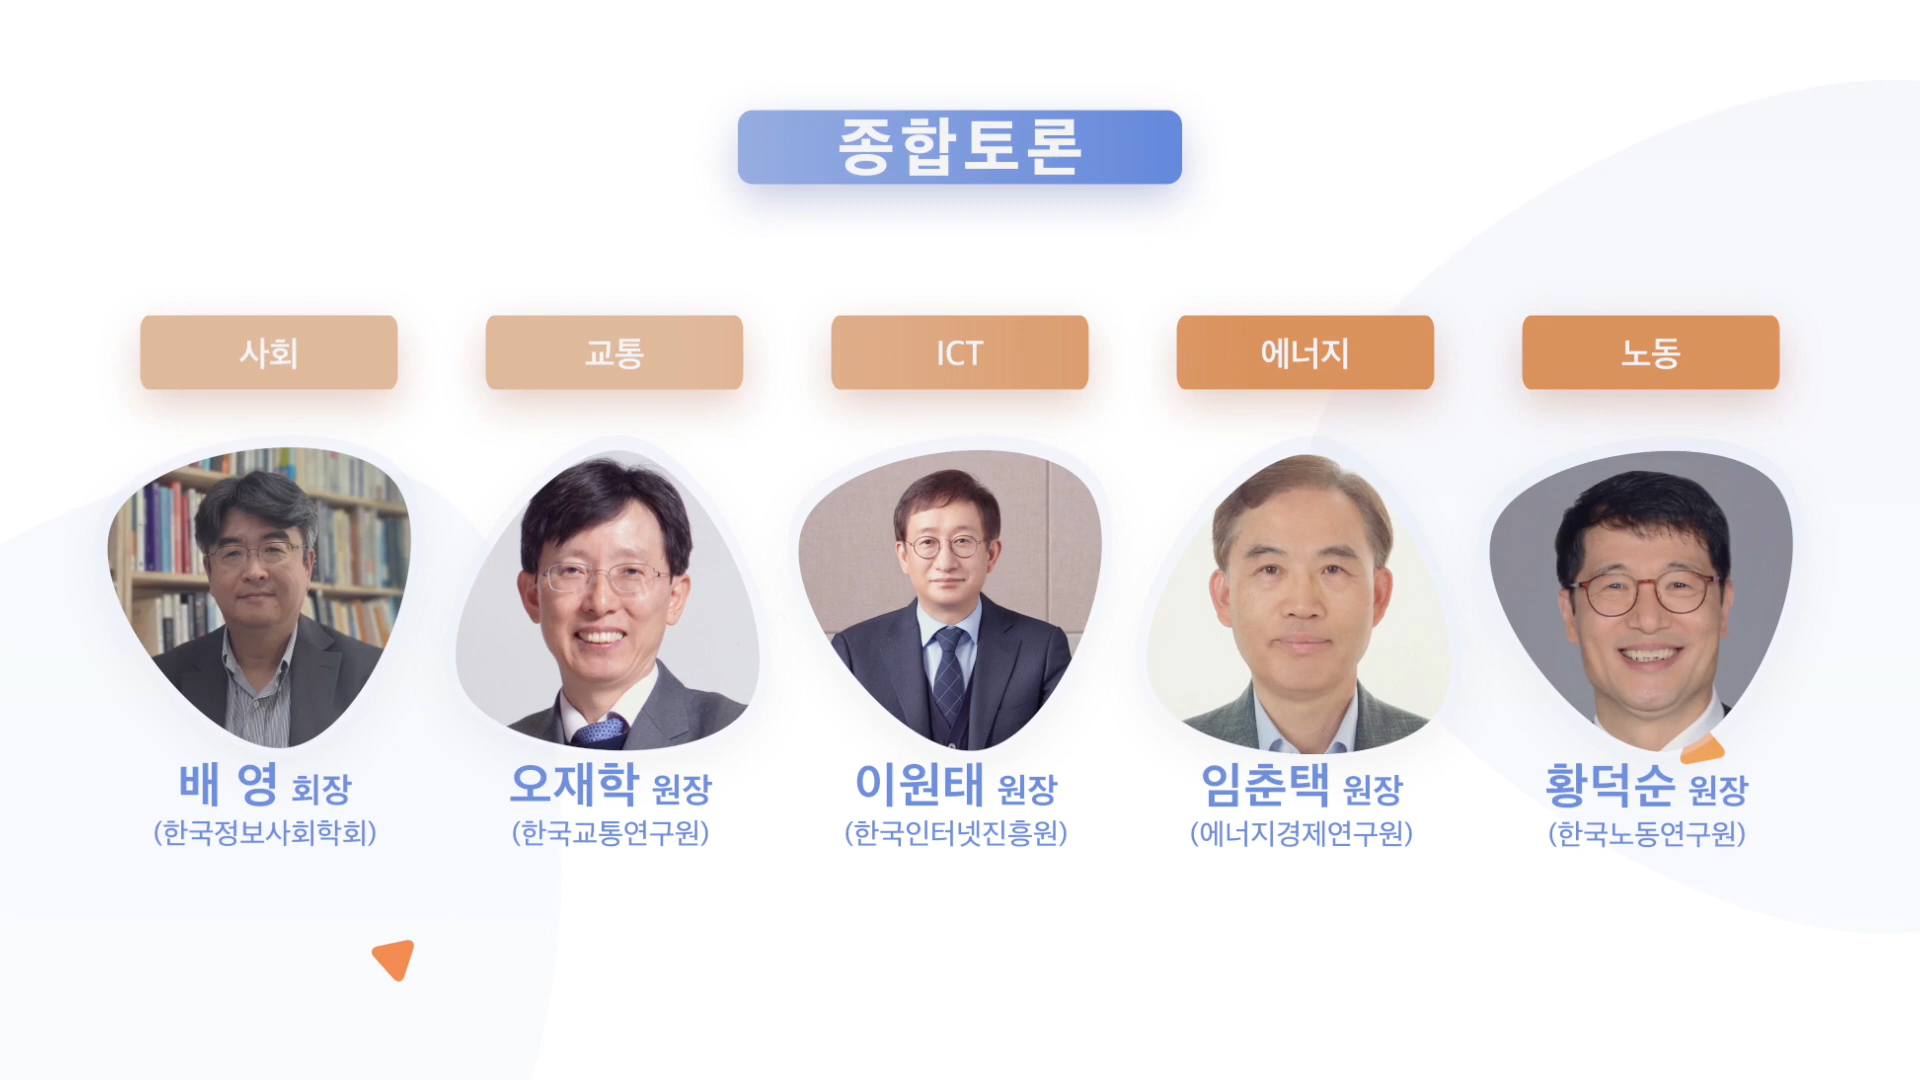 종합토론
사회
교통
ICT
에너지
노동
배 영 회장
(한국정보사회학회)
오재학 원장
(한국교통연구원)
이원태 원장
(한국인터넷진흥원)
임춘택 원장
(에너지경제연구원)
황덕순 원장
(한국노동연구원)